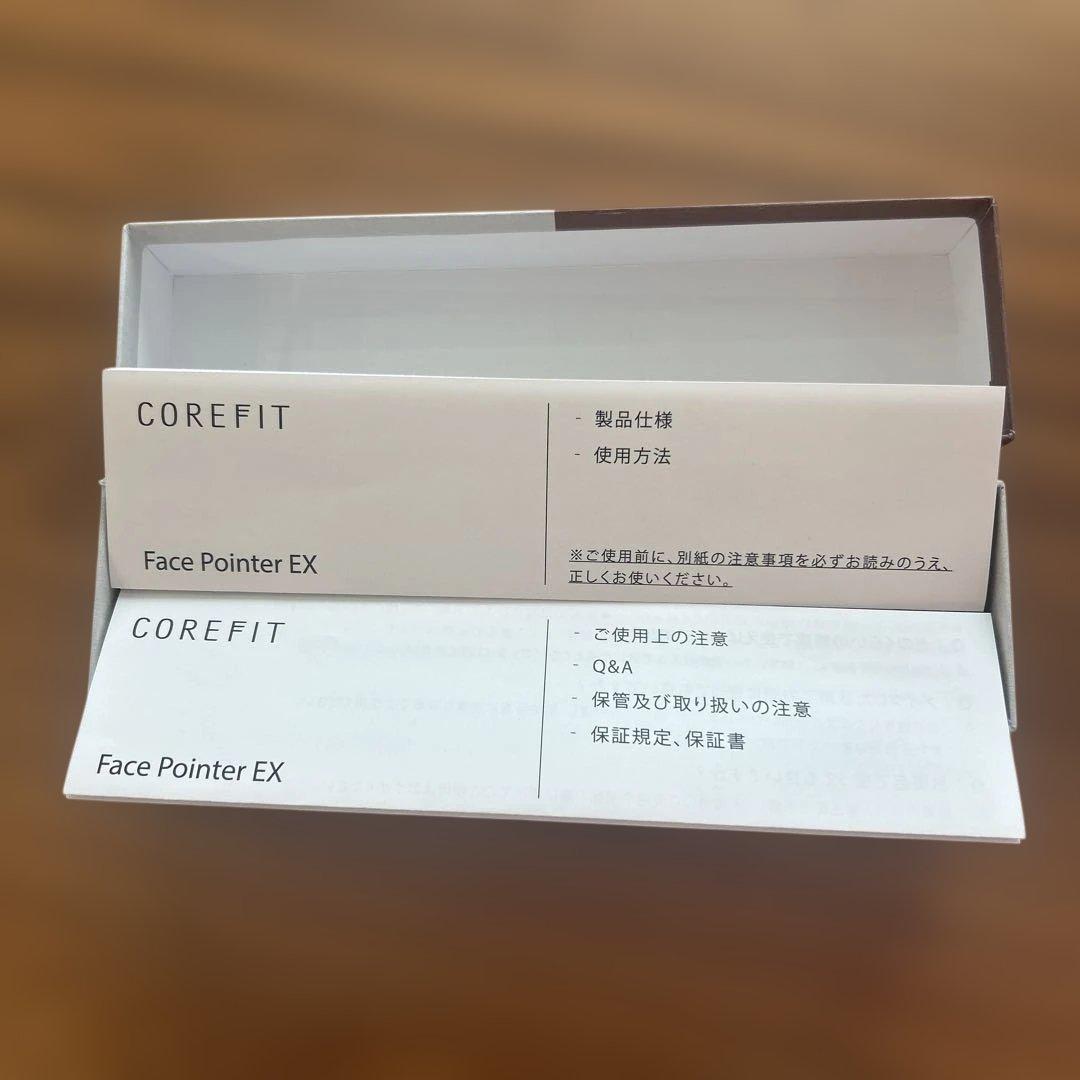 COREFIT
- 製品仕様
- 使用方法
Face Pointer EX
※ご使用前に、別紙の注意事項を必ずお読みのうえ、
正しくお使いください。
COREFIT
- ご使用上の注意
- Q&A
- 保管及び取り扱いの注意
- 保証規定、保証書
Face Pointer EX